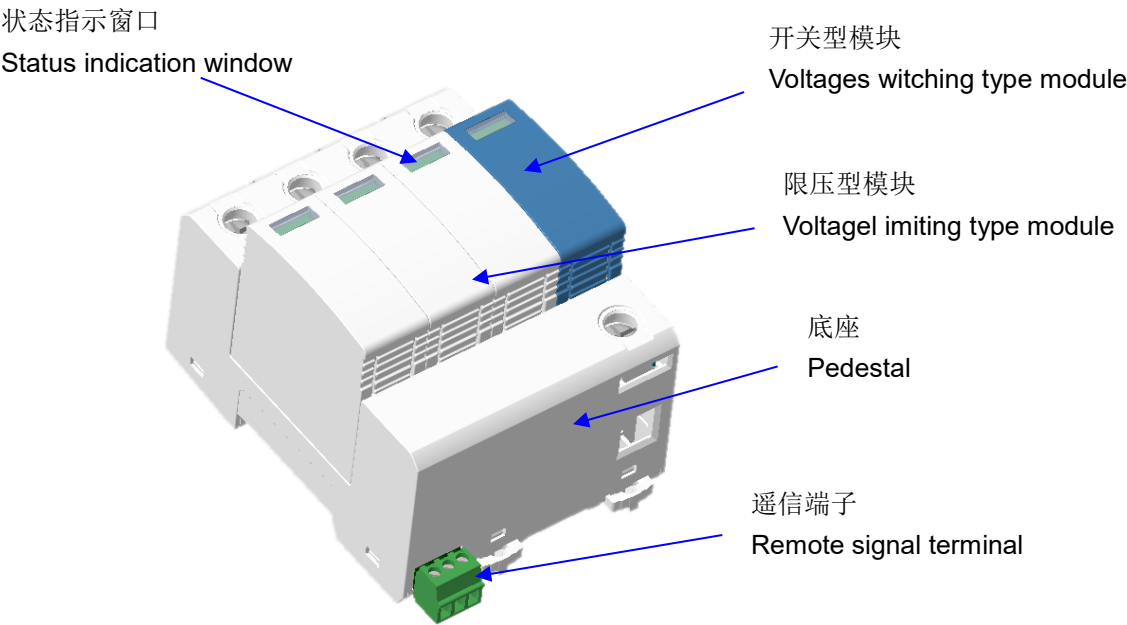 状态指示窗口
Status indication window
开关型模块
Voltages witching type module
限压型模块
Voltagel imiting type module
底座
Pedestal
遥信端子
Remote signal terminal